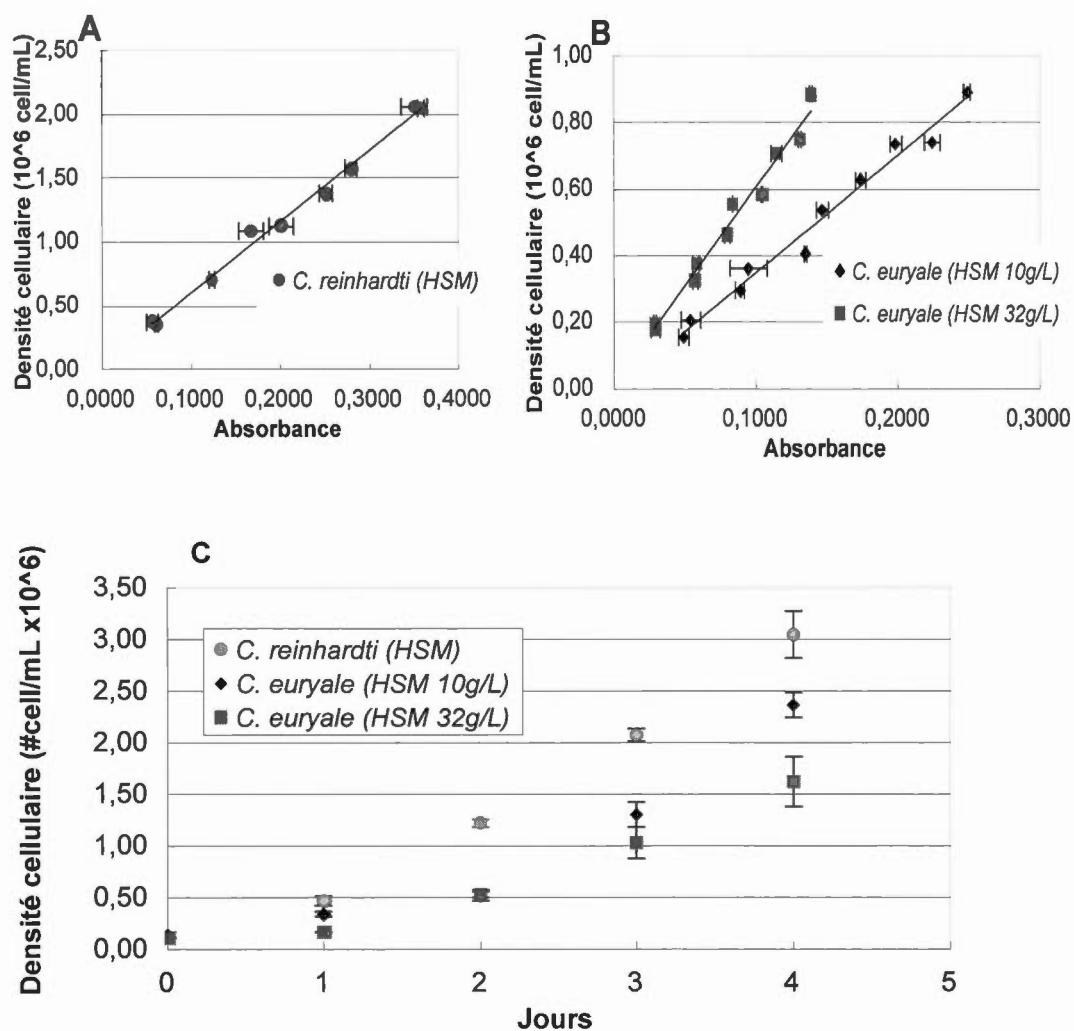 A
Densité cellulaire (10^6 cell/mL)
2,50
2,00
1,50
1,00
0,50
0,00
0,0000 0,1000 0,2000 0,3000 0,4000
Absorbance
C. reinhardti (HSM)
B
Densité cellulaire (10^6 cell/mL)
1,00
0,80
0,60
0,40
0,20
0,00
0,0000 0,1000 0,2000 0,3000
Absorbance
C. euryale (HSM 10g/L)
C. euryale (HSM 32g/L)
C
Densité cellulaire (#cell/mL x10^6)
3,50
3,00
2,50
2,00
1,50
1,00
0,50
0,00
0 1 2 3 4 5
Jours
C. reinhardti (HSM)
C. euryale (HSM 10g/L)
C. euryale (HSM 32g/L)